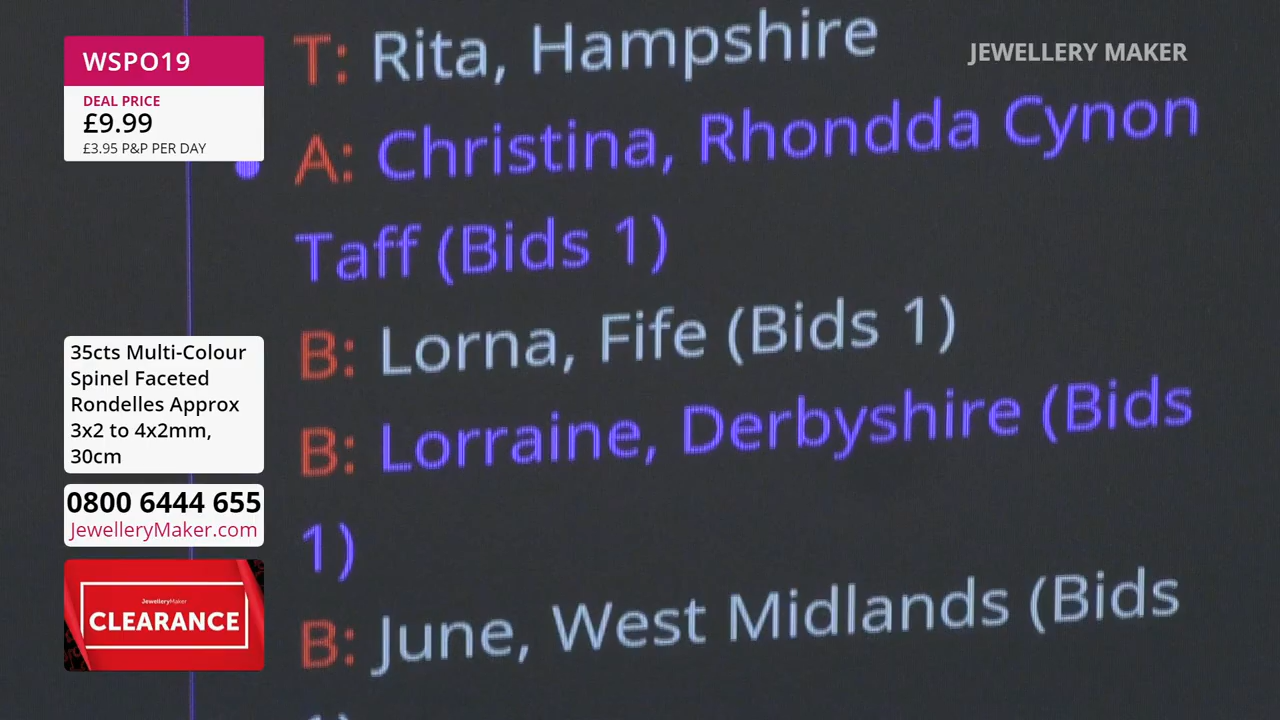 WSPO19
DEAL PRICE
£9.99
£3.95 P&P PER DAY
35cts Multi-Colour
Spinel Faceted
Rondelles Approx
3x2 to 4x2mm,
30cm
0800 6444 655
JewelleryMaker.com
JewelleryMaker
CLEARANCE
JEWELLERY MAKER
T: Rita, Hampshire
A: Christina, Rhondda Cynon
Taff (Bids 1)
B: Lorna, Fife (Bids 1)
B: Lorraine, Derbyshire (Bids
1)
B: June, West Midlands (Bids
1)